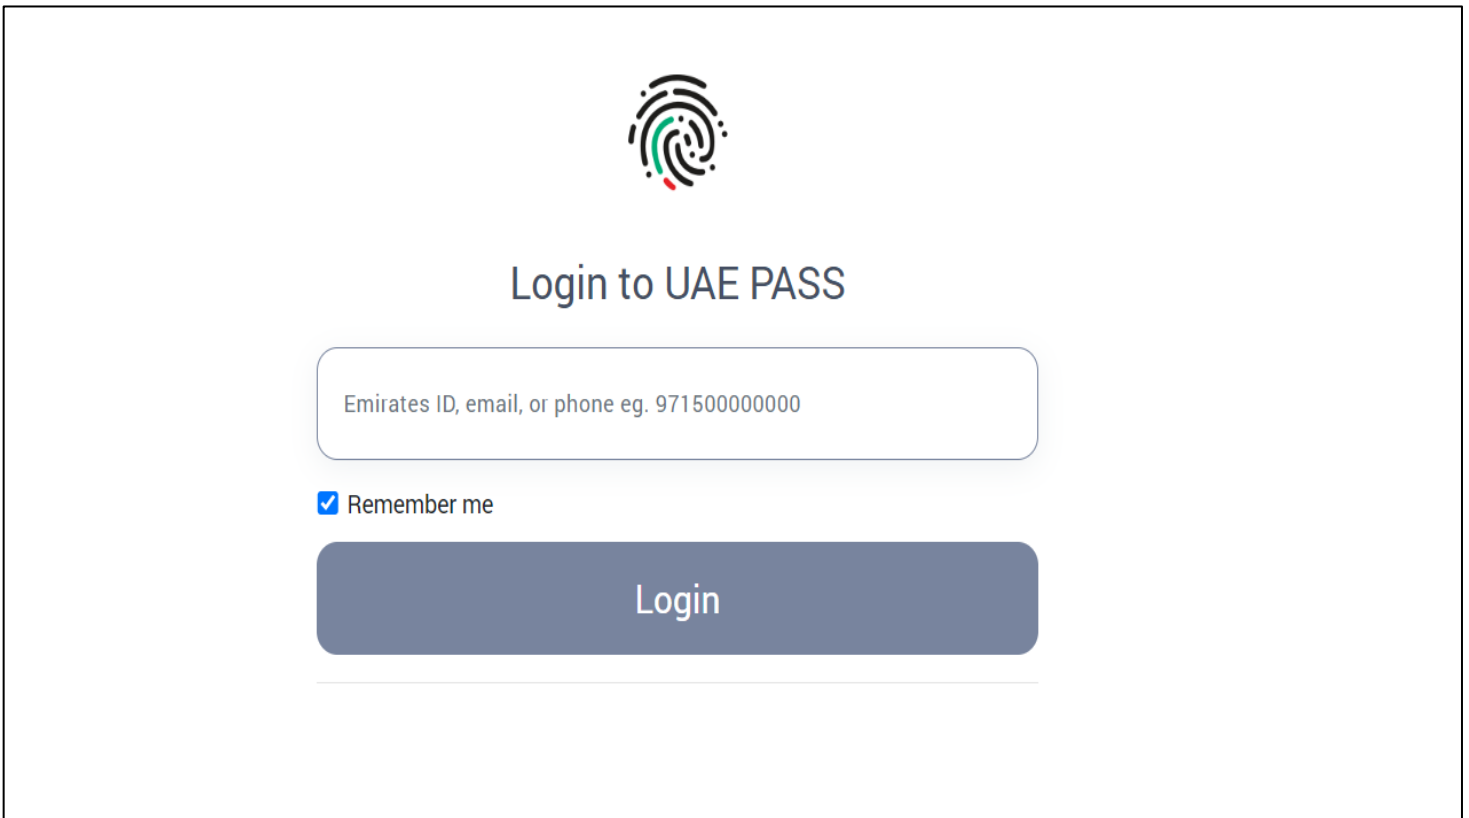 Login to UAE PASS
Emirates ID, email, or phone eg. 971500000000
Remember me
Login